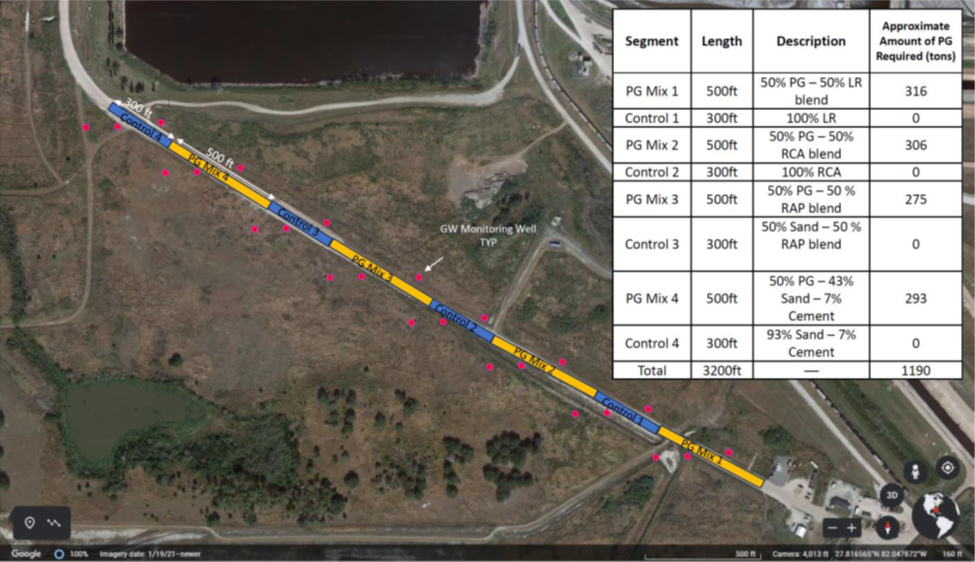 Segment
Length
Description
Approximate
Amount of PG
Required (tons)
PG Mix 1
500ft
50% PG – 50% LR
blend
316
Control 1
300ft
100% LR
0
PG Mix 2
500ft
50% PG – 50%
RCA blend
306
Control 2
300ft
100% RCA
0
PG Mix 3
500ft
50% PG – 50 %
RAP blend
275
Control 3
300ft
50% Sand – 50 %
RAP blend
0
PG Mix 4
500ft
50% PG – 43%
Sand – 7%
Cement
293
Control 4
300ft
93% Sand – 7%
Cement
0
Total
3200ft
—
1190
300 ft
Control 4
500 ft
PG Mix 4
Control 3
GW Monitoring Well
TYP
PG Mix 3
Control 2
PG Mix 2
Control 1
PG Mix 1
3D
Google
100%
Imagery date: 1/19/21–newer
500 ft
Camera: 4,013 ft
27.816565°N 82.047872°W
160 ft